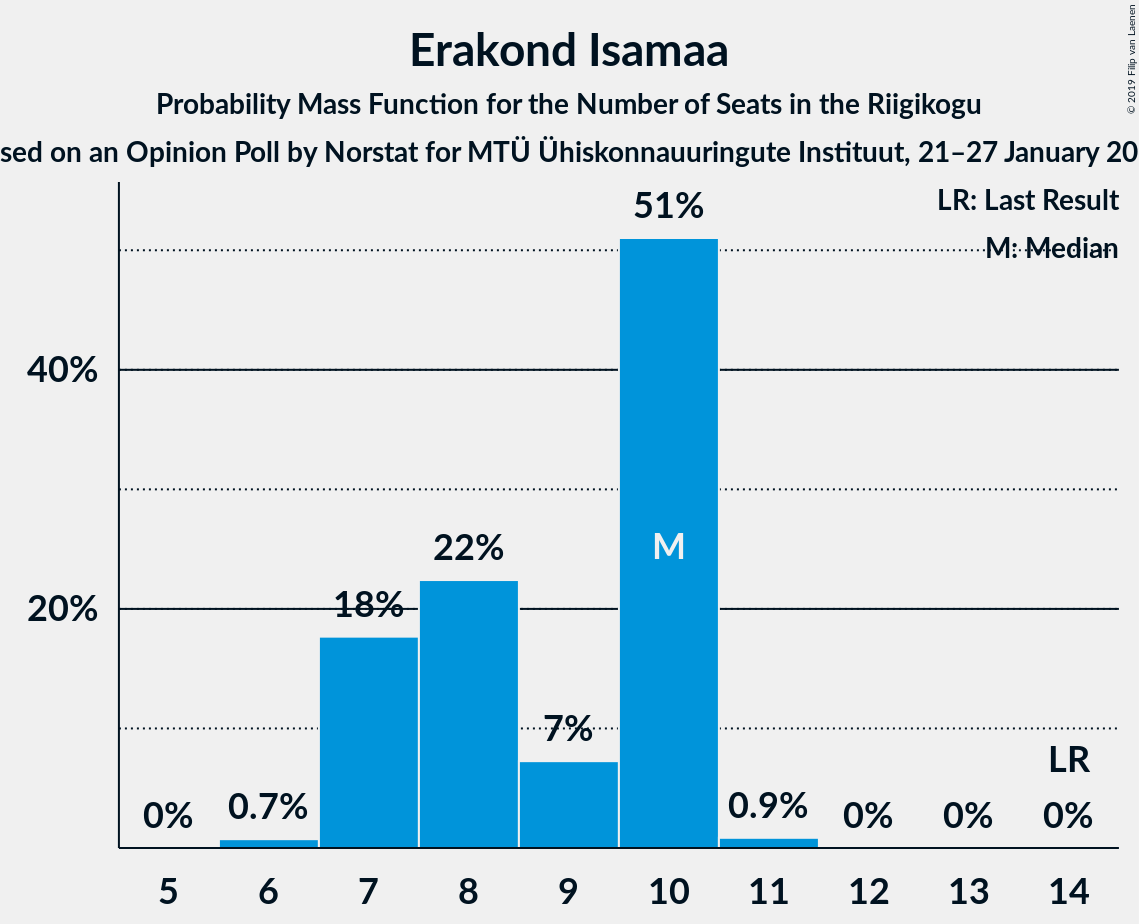 Erakond Isamaa
Probability Mass Function for the Number of Seats in the Riigikogu
sed on an Opinion Poll by Norstat for MTÜ Ühiskonnauuringute Instituut, 21–27 January 20
© 2019 Filip van Laenen
LR: Last Result
M: Median
51%
40%
M
22%
18%
20%
7%
LR
0%
0.7%
0.9%
0%
0%
0%
5 6 7 8 9 10 11 12 13 14